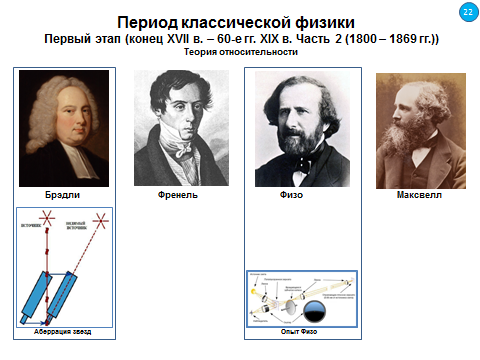 22
Период классической физики
Первый этап (конец XVII в. – 60-е гг. XIX в. Часть 2 (1800 – 1869 гг.))
Теория относительности
Брэдли
Френель
Физо
Максвелл
ИСТОЧНИК
ВИДИМЫЙ
ИСТОЧНИК
Аберрация звезд
Опыт Физо